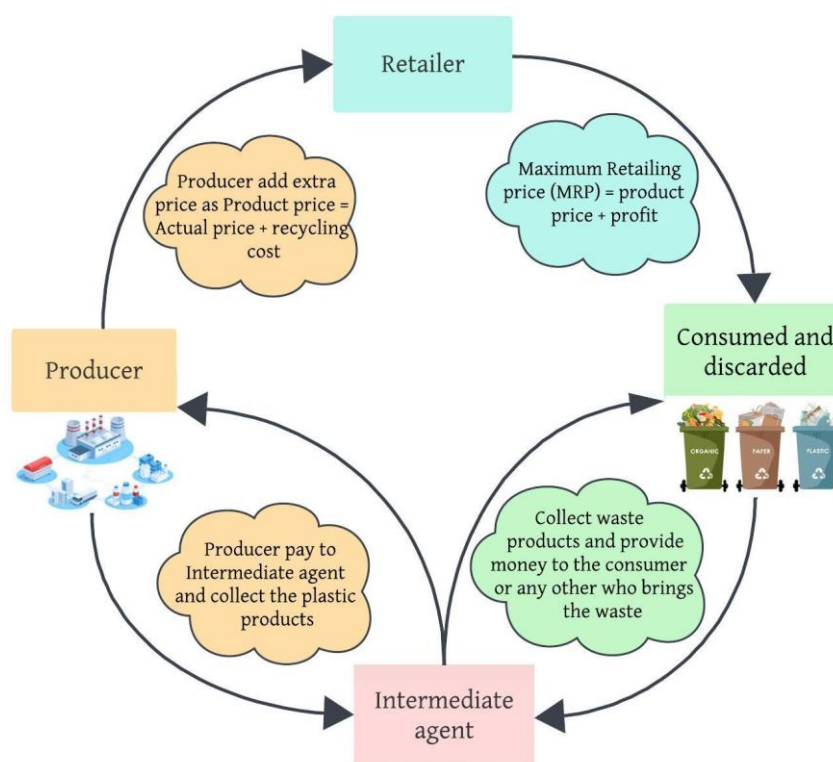 Retailer
Producer add extra
price as Product price =
Actual price + recycling
cost
Maximum Retailing
price (MRP) = product
price + profit
Producer
Consumed and
discarded
ORGANIC
PAPER
PLASTIC
Producer pay to
Intermediate agent
and collect the plastic
products
Collect waste
products and provide
money to the consumer
or any other who brings
the waste
Intermediate
agent